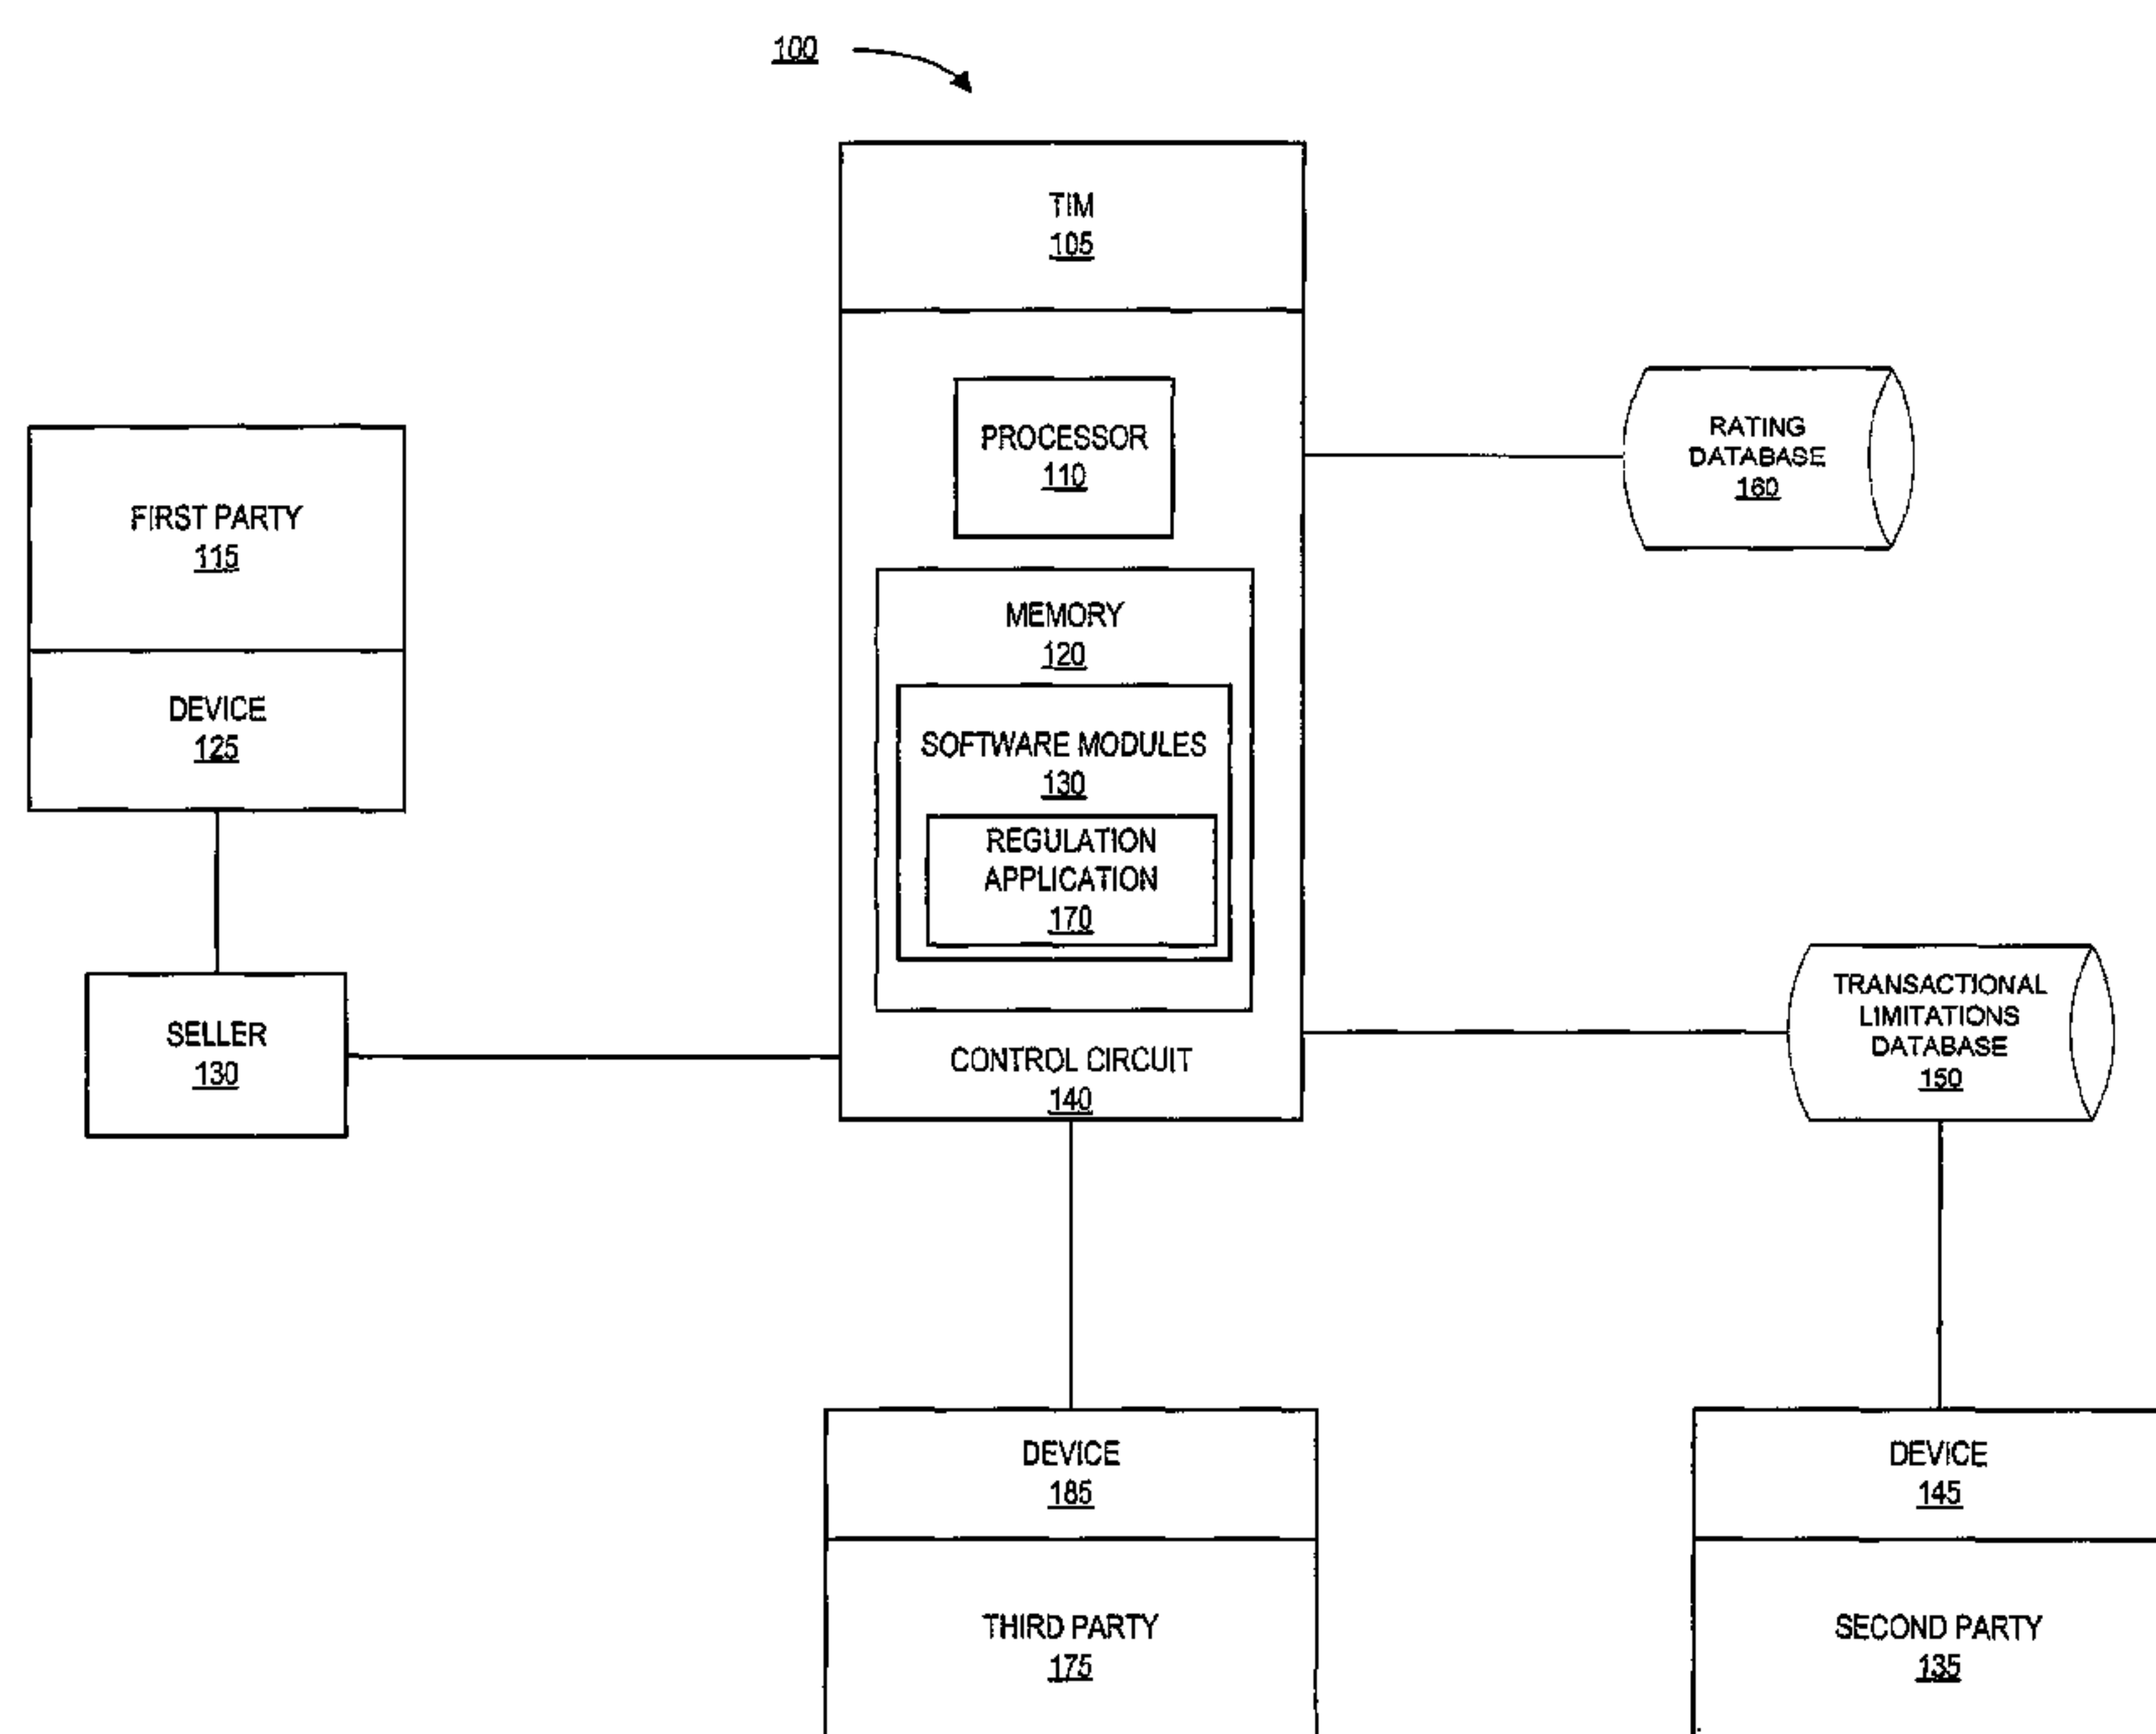 100
TIM
105
PROCESSOR
110
RATING
DATABASE
160
FIRST PARTY
115
MEMORY
120
DEVICE
125
SOFTWARE MODULES
130
REGULATION
APPLICATION
170
SELLER
130
TRANSACTIONAL
LIMITATIONS
DATABASE
150
CONTROL CIRCUIT
140
DEVICE
185
DEVICE
145
THIRD PARTY
175
SECOND PARTY
135